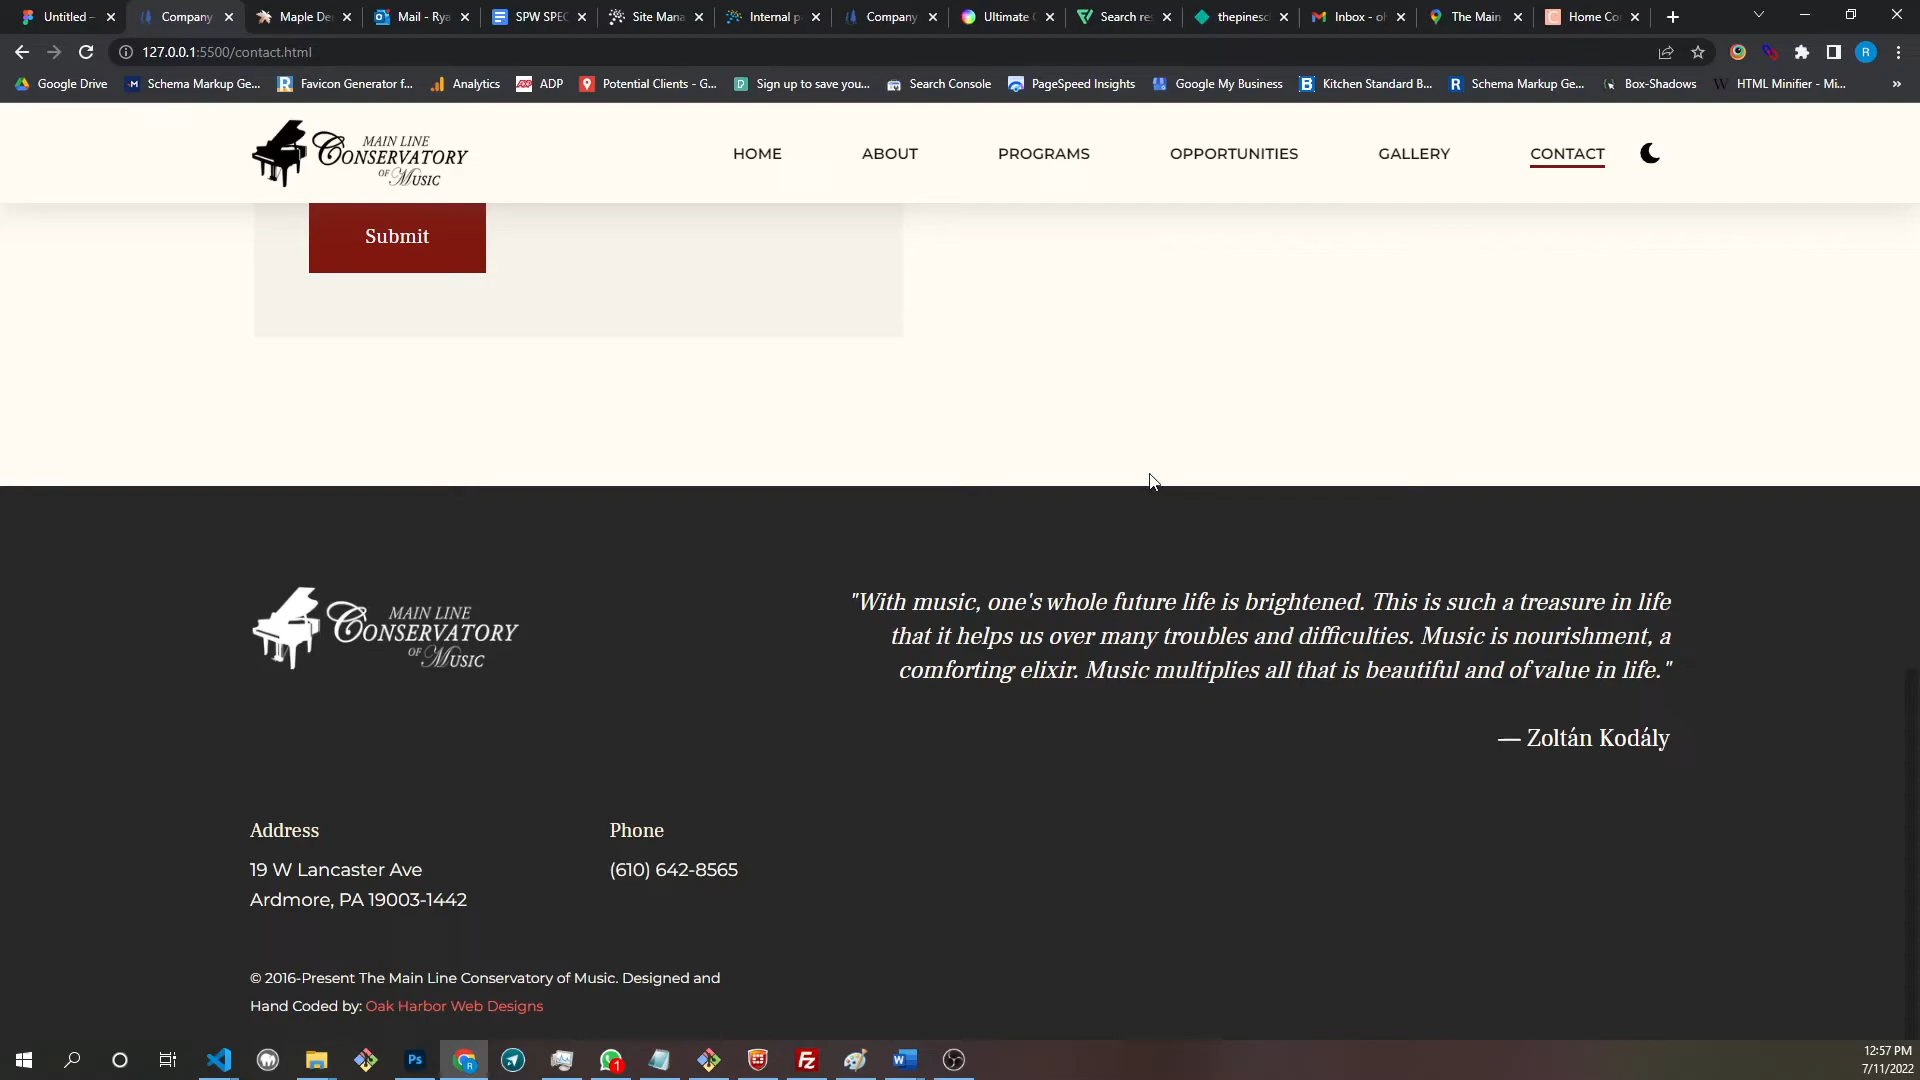 Untitled –
Company
Maple De
Mail - Rya
SPW SPEC
Site Mana
Internal p
Company
Ultimate
Search re
thepinesc
Inbox - ol
The Main
Home Co
127.0.0.1:5500/contact.html
R
Google Drive
Schema Markup Ge...
Favicon Generator f...
Analytics
ADP
Potential Clients - G...
Sign up to save you...
Search Console
PageSpeed Insights
Google My Business
Kitchen Standard B...
Schema Markup Ge...
Box-Shadows
HTML Minifier - Mi...
»
MAIN LINE
CONSERVATORY
OF MUSIC
HOME
ABOUT
PROGRAMS
OPPORTUNITIES
GALLERY
CONTACT
Submit
MAIN LINE
CONSERVATORY
OF MUSIC
"With music, one's whole future life is brightened. This is such a treasure in life
that it helps us over many troubles and difficulties. Music is nourishment, a
comforting elixir. Music multiplies all that is beautiful and of value in life."
— Zoltán Kodály
Address
19 W Lancaster Ave
Ardmore, PA 19003-1442
Phone
(610) 642-8565
© 2016-Present The Main Line Conservatory of Music. Designed and
Hand Coded by: Oak Harbor Web Designs
12:57 PM
7/11/2022